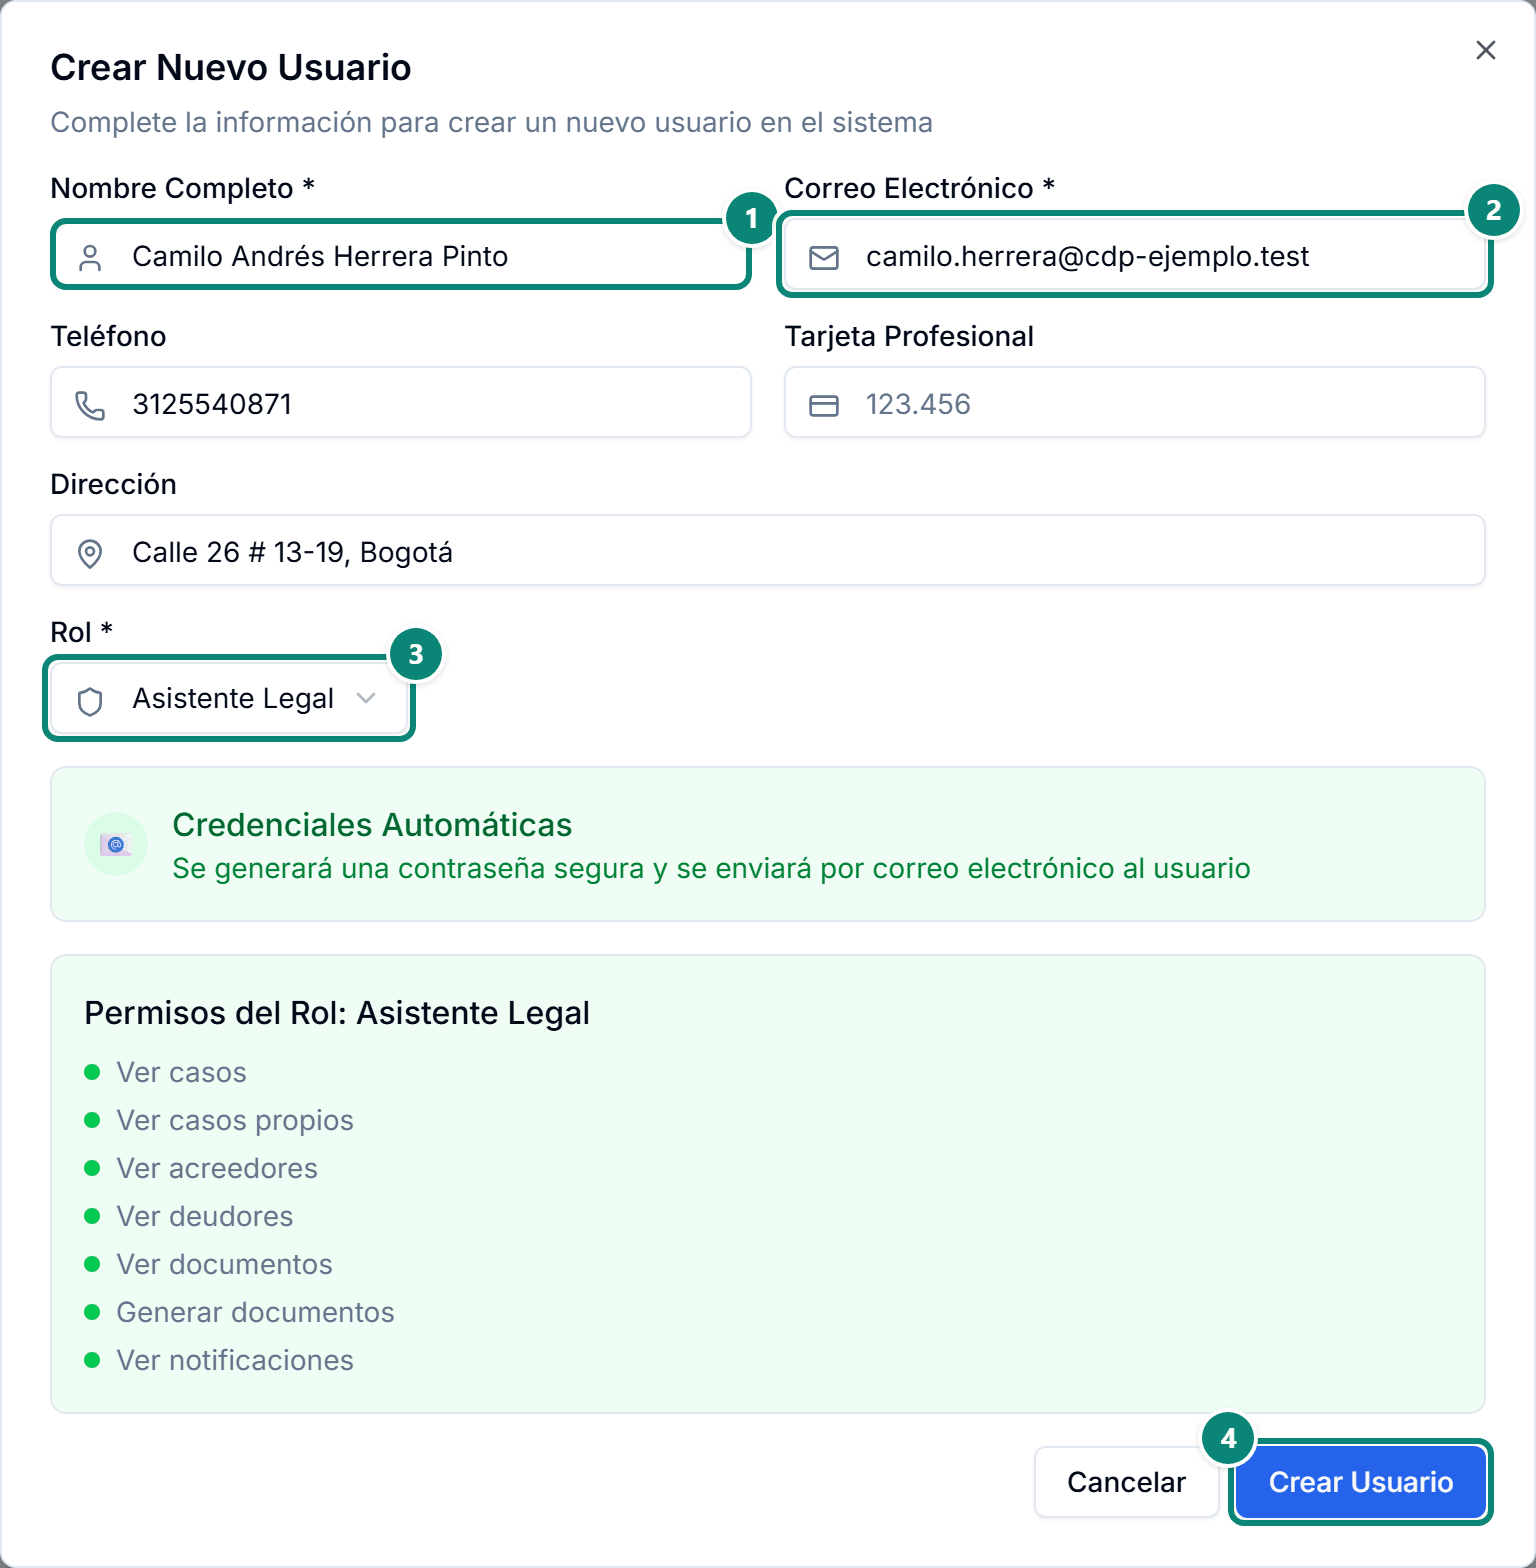 Crear Nuevo Usuario
Complete la información para crear un nuevo usuario en el sistema
Nombre Completo *
1
Camilo Andrés Herrera Pinto
Correo Electrónico *
2
camilo.herrera@cdp-ejemplo.test
Teléfono
3125540871
Tarjeta Profesional
123.456
Dirección
Calle 26 # 13-19, Bogotá
Rol *
3
Asistente Legal
Credenciales Automáticas
Se generará una contraseña segura y se enviará por correo electrónico al usuario
Permisos del Rol: Asistente Legal
Ver casos
Ver casos propios
Ver acreedores
Ver deudores
Ver documentos
Generar documentos
Ver notificaciones
Cancelar
4
Crear Usuario